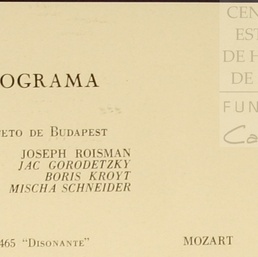 OGRAMA
ETO DE BUDAPEST
JOSEPH ROISMAN
JAC GORODETZKY
BORIS KROYT
MISCHA SCHNEIDER
465 "DISONANTE"
MOZART
CEN
EST
DE H
DE
FUN
Ca